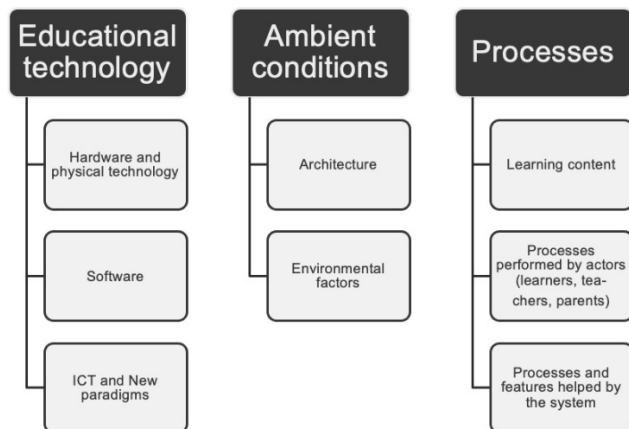 Educational
technology
Hardware and
physical technology
Software
ICT and New
paradigms
Ambient
conditions
Architecture
Environmental
factors
Processes
Learning content
Processes
performed by actors
(learners, tea-
chers, parents)
Processes and
features helped by
the system